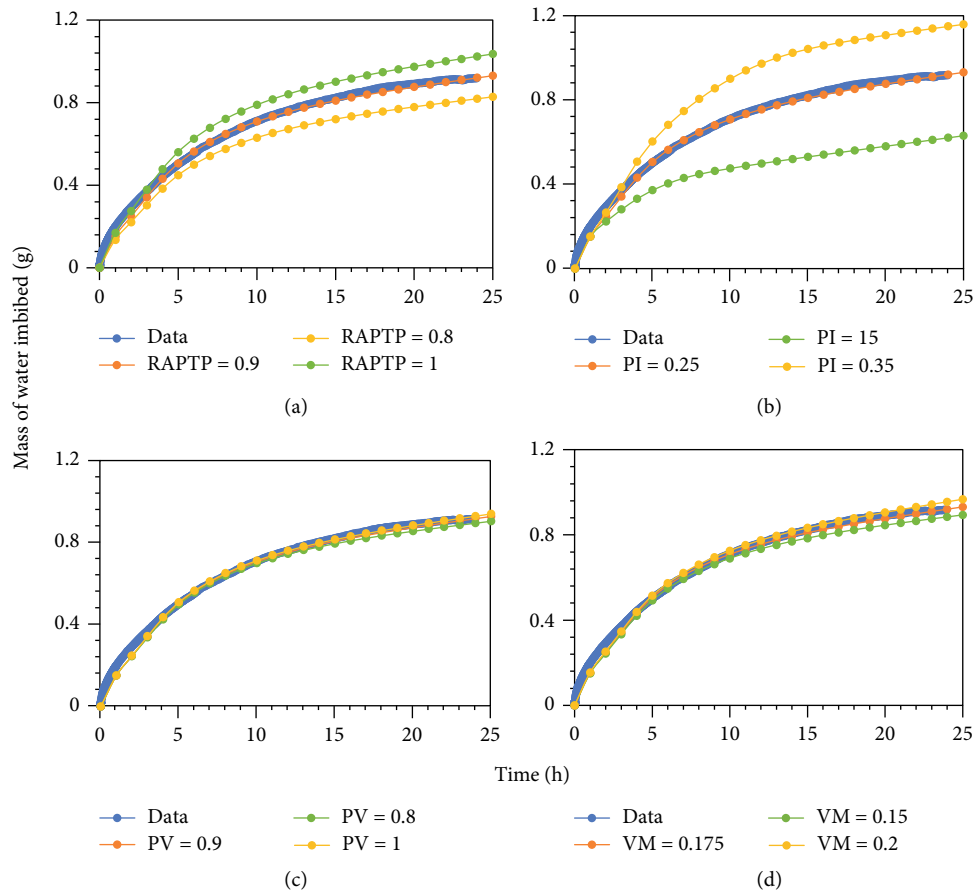 Mass of water imbibed (g)
1.2
0.8
0.4
0
0 5 10 15 20 25
Data RAPTP = 0.8
RAPTP = 0.9 RAPTP = 1
(a)
1.2
0.8
0.4
0
0 5 10 15 20 25
Data PI = 15
PI = 0.25 PI = 0.35
(b)
1.2
0.8
0.4
0
0 5 10 15 20 25
1.2
0.8
0.4
0
0 5 10 15 20 25
Time (h)
Data PV = 0.8
PV = 0.9 PV = 1
(c)
Data VM = 0.15
VM = 0.175 VM = 0.2
(d)